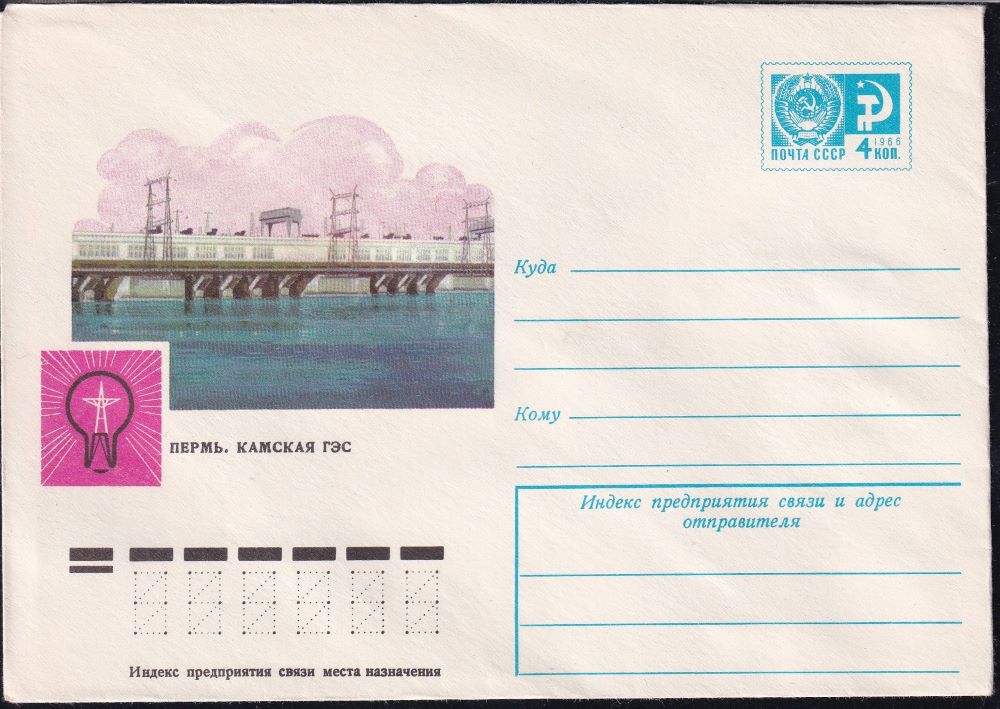 ПОЧТА СССР 4 1966 КОП.
Куда
Кому
ПЕРМЬ. КАМСКАЯ ГЭС
Индекс предприятия связи и адрес
отправителя
Индекс предприятия связи места назначения